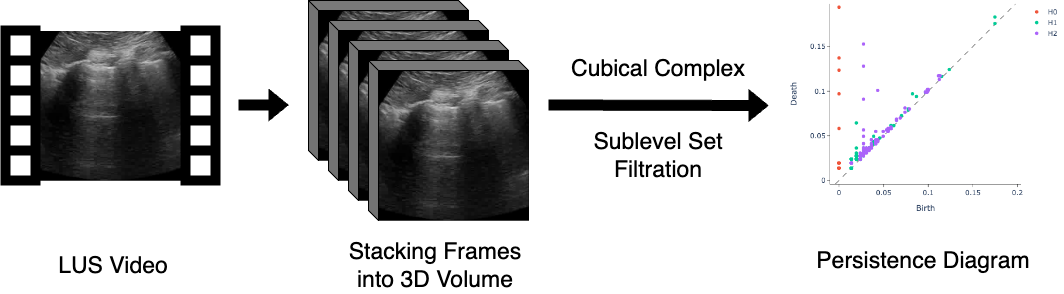 LUS Video
Stacking Frames
into 3D Volume
Cubical Complex
Sublevel Set
Filtration
H0
H1
H2
Death
0.15
0.1
0.05
0
0
0.05
0.1
0.15
0.2
Birth
Persistence Diagram